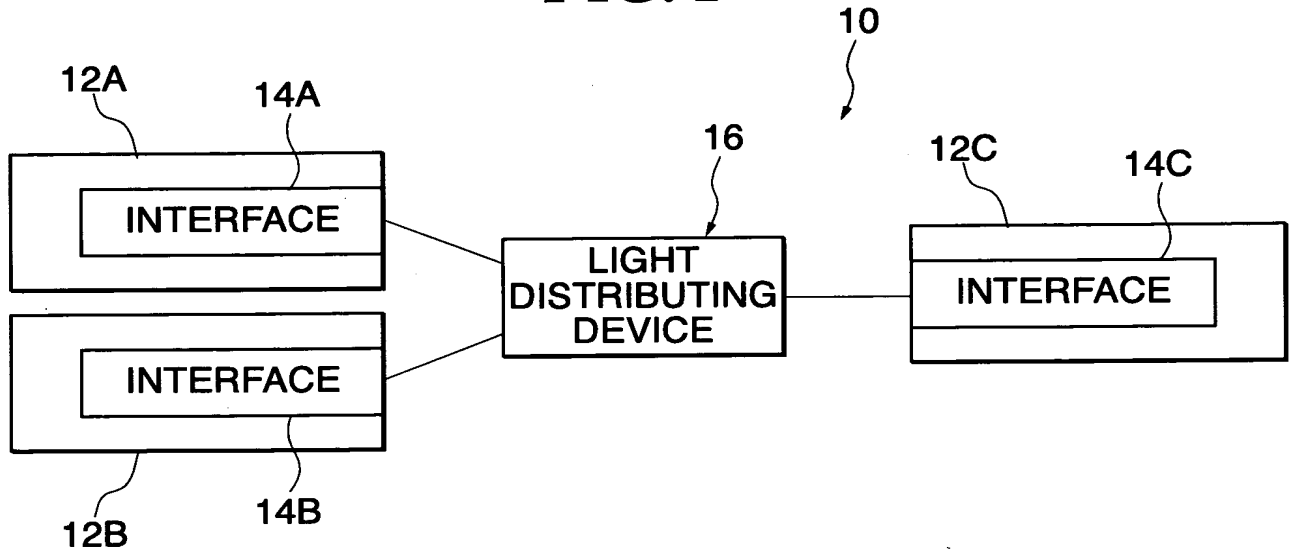 10
12A
14A
16
12C
14C
INTERFACE
LIGHT
DISTRIBUTING
DEVICE
INTERFACE
INTERFACE
14B
12B